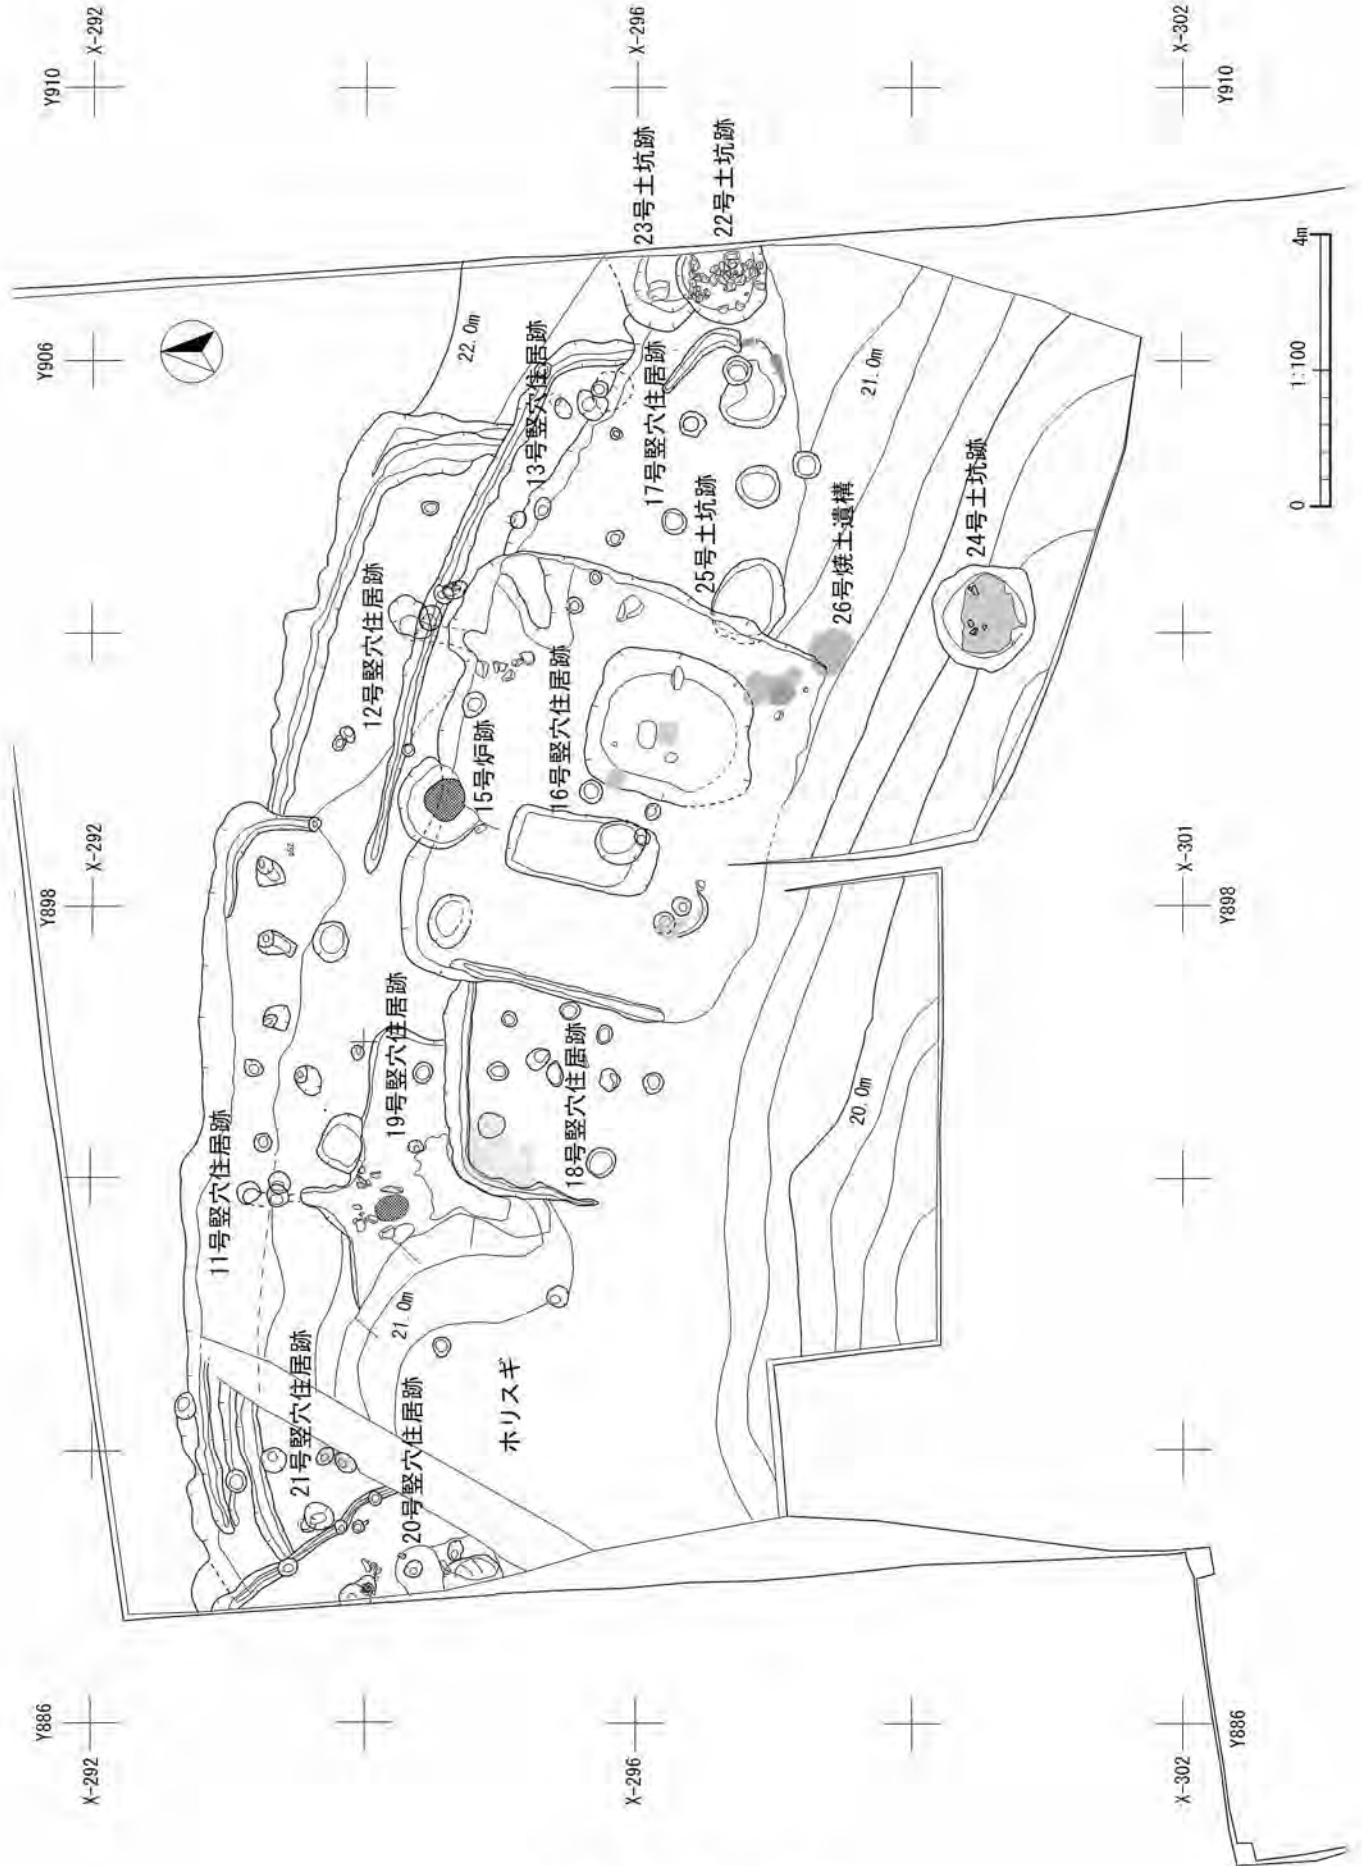 Y910
X-292
X-296
X-302
Y910
Y906
23号土坑跡
22号土坑跡
22.0m
13号竪穴住居跡
17号竪穴住居跡
21.0m
4m
1:100
0
12号竪穴住居跡
25号土坑跡
26号焼土遺構
24号土坑跡
15号炉跡
16号竪穴住居跡
X-292
Y898
X-301
Y898
11号竪穴住居跡
19号竪穴住居跡
18号竪穴住居跡
20.0m
21.0m
21号竪穴住居跡
20号竪穴住居跡
ホリスギ
Y886
X-292
X-296
X-302
Y886